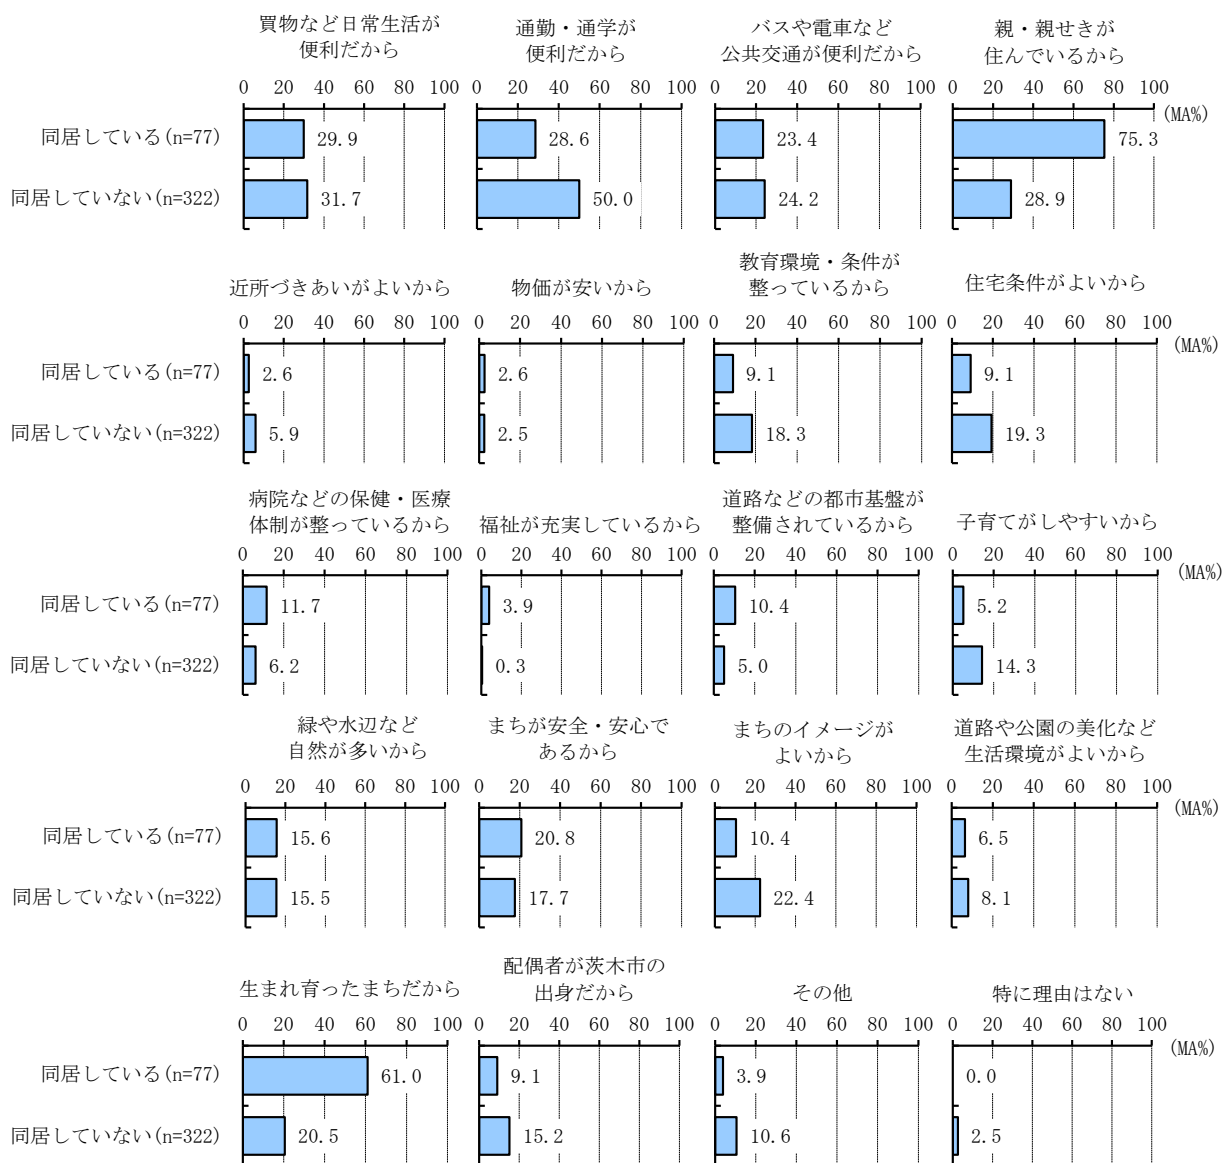 買物など日常生活が
便利だから
通勤・通学が
便利だから
バスや電車など
公共交通が便利だから
親・親せきが
住んでいるから
0 20 40 60 80 100
0 20 40 60 80 100
0 20 40 60 80 100
0 20 40 60 80 100
(MA%)
同居している(n=77)
29.9
28.6
23.4
75.3
同居していない(n=322)
31.7
50.0
24.2
28.9
近所づきあいがよいから
物価が安いから
教育環境・条件が
整っているから
住宅条件がよいから
0 20 40 60 80 100
0 20 40 60 80 100
0 20 40 60 80 100
0 20 40 60 80 100
(MA%)
同居している(n=77)
2.6
2.6
9.1
9.1
同居していない(n=322)
5.9
2.5
18.3
19.3
病院などの保健・医療
体制が整っているから
福祉が充実しているから
道路などの都市基盤が
整備されているから
子育てがしやすいから
0 20 40 60 80 100
0 20 40 60 80 100
0 20 40 60 80 100
0 20 40 60 80 100
(MA%)
同居している(n=77)
11.7
3.9
10.4
5.2
同居していない(n=322)
6.2
0.3
5.0
14.3
緑や水辺など
自然が多いから
まちが安全・安心で
あるから
まちのイメージが
よいから
道路や公園の美化など
生活環境がよいから
0 20 40 60 80 100
0 20 40 60 80 100
0 20 40 60 80 100
0 20 40 60 80 100
(MA%)
同居している(n=77)
15.6
20.8
10.4
6.5
同居していない(n=322)
15.5
17.7
22.4
8.1
生まれ育ったまちだから
配偶者が茨木市の
出身だから
その他
特に理由はない
0 20 40 60 80 100
0 20 40 60 80 100
0 20 40 60 80 100
0 20 40 60 80 100
(MA%)
同居している(n=77)
61.0
9.1
3.9
0.0
同居していない(n=322)
20.5
15.2
10.6
2.5